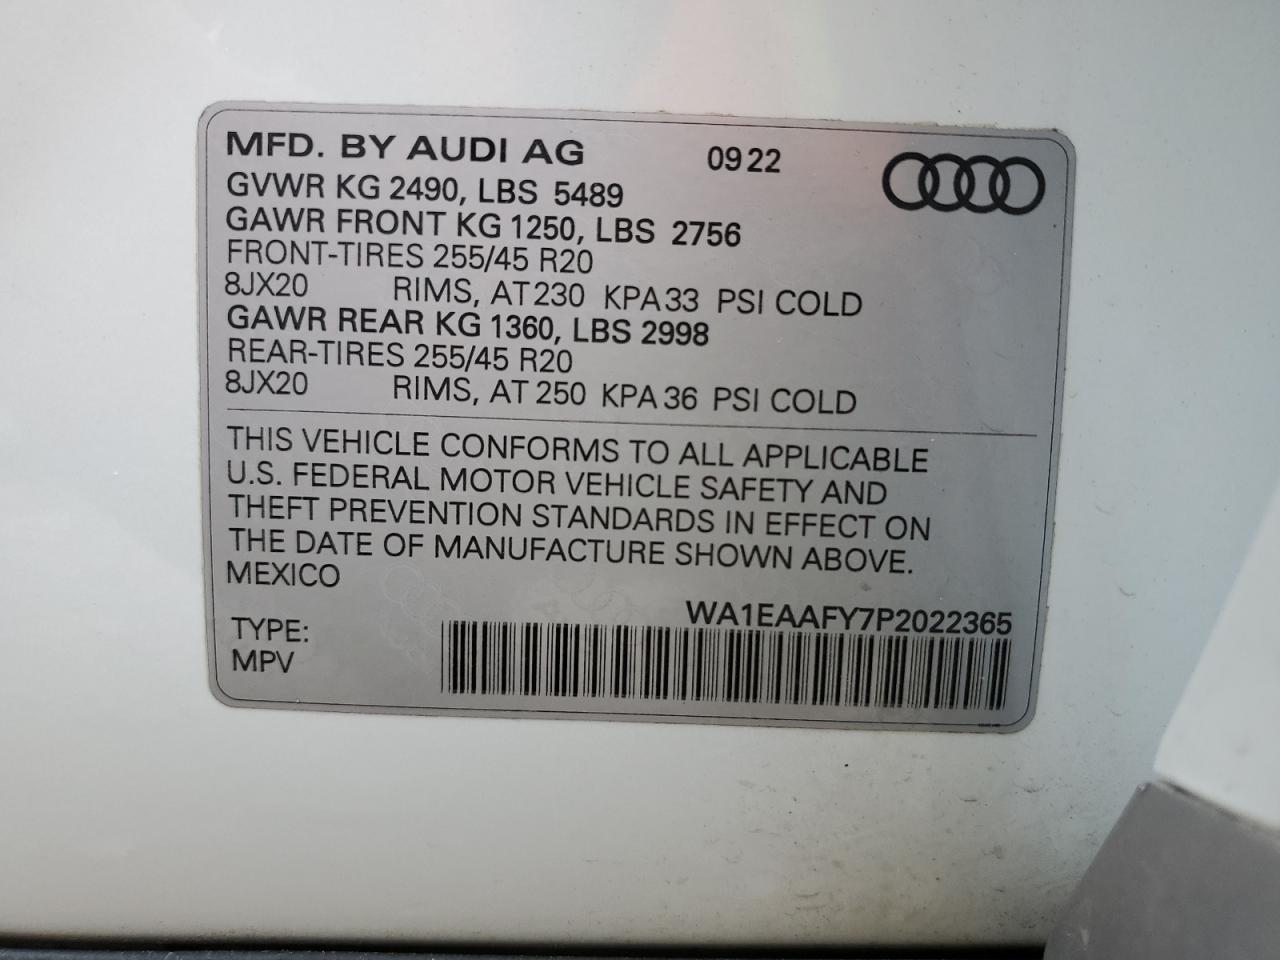 MFD. BY AUDI AG 09 22
GVWR KG 2490, LBS 5489
GAWR FRONT KG 1250, LBS 2756
FRONT-TIRES 255/45 R20
8JX20 RIMS, AT 230 KPA 33 PSI COLD
GAWR REAR KG 1360, LBS 2998
REAR-TIRES 255/45 R20
8JX20 RIMS, AT 250 KPA 36 PSI COLD
THIS VEHICLE CONFORMS TO ALL APPLICABLE
U.S. FEDERAL MOTOR VEHICLE SAFETY AND
THEFT PREVENTION STANDARDS IN EFFECT ON
THE DATE OF MANUFACTURE SHOWN ABOVE.
MEXICO
WA1EAAFY7P2022365
TYPE:
MPV